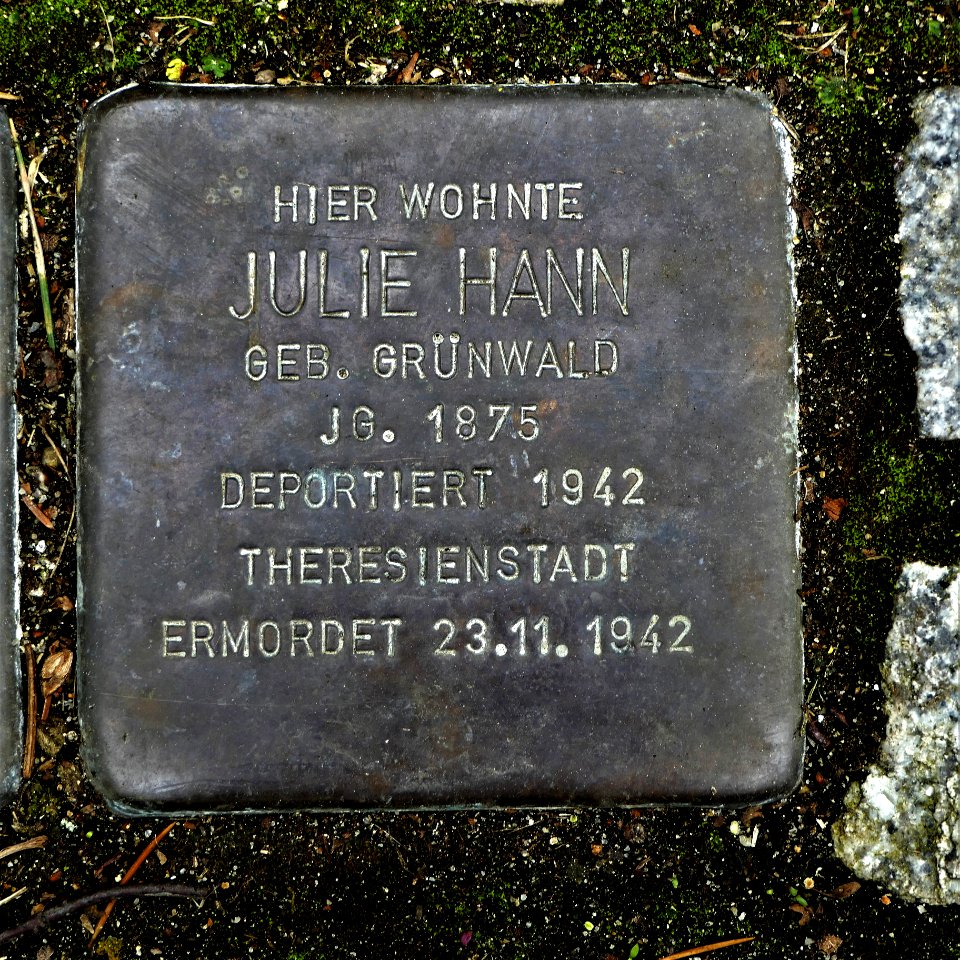 HIER WOHNTE
JULIE HANN
GEB. GRÜNWALD
JG. 1875
DEPORTIERT 1942
THERESIENSTADT
ERMORDET 23.11.1942